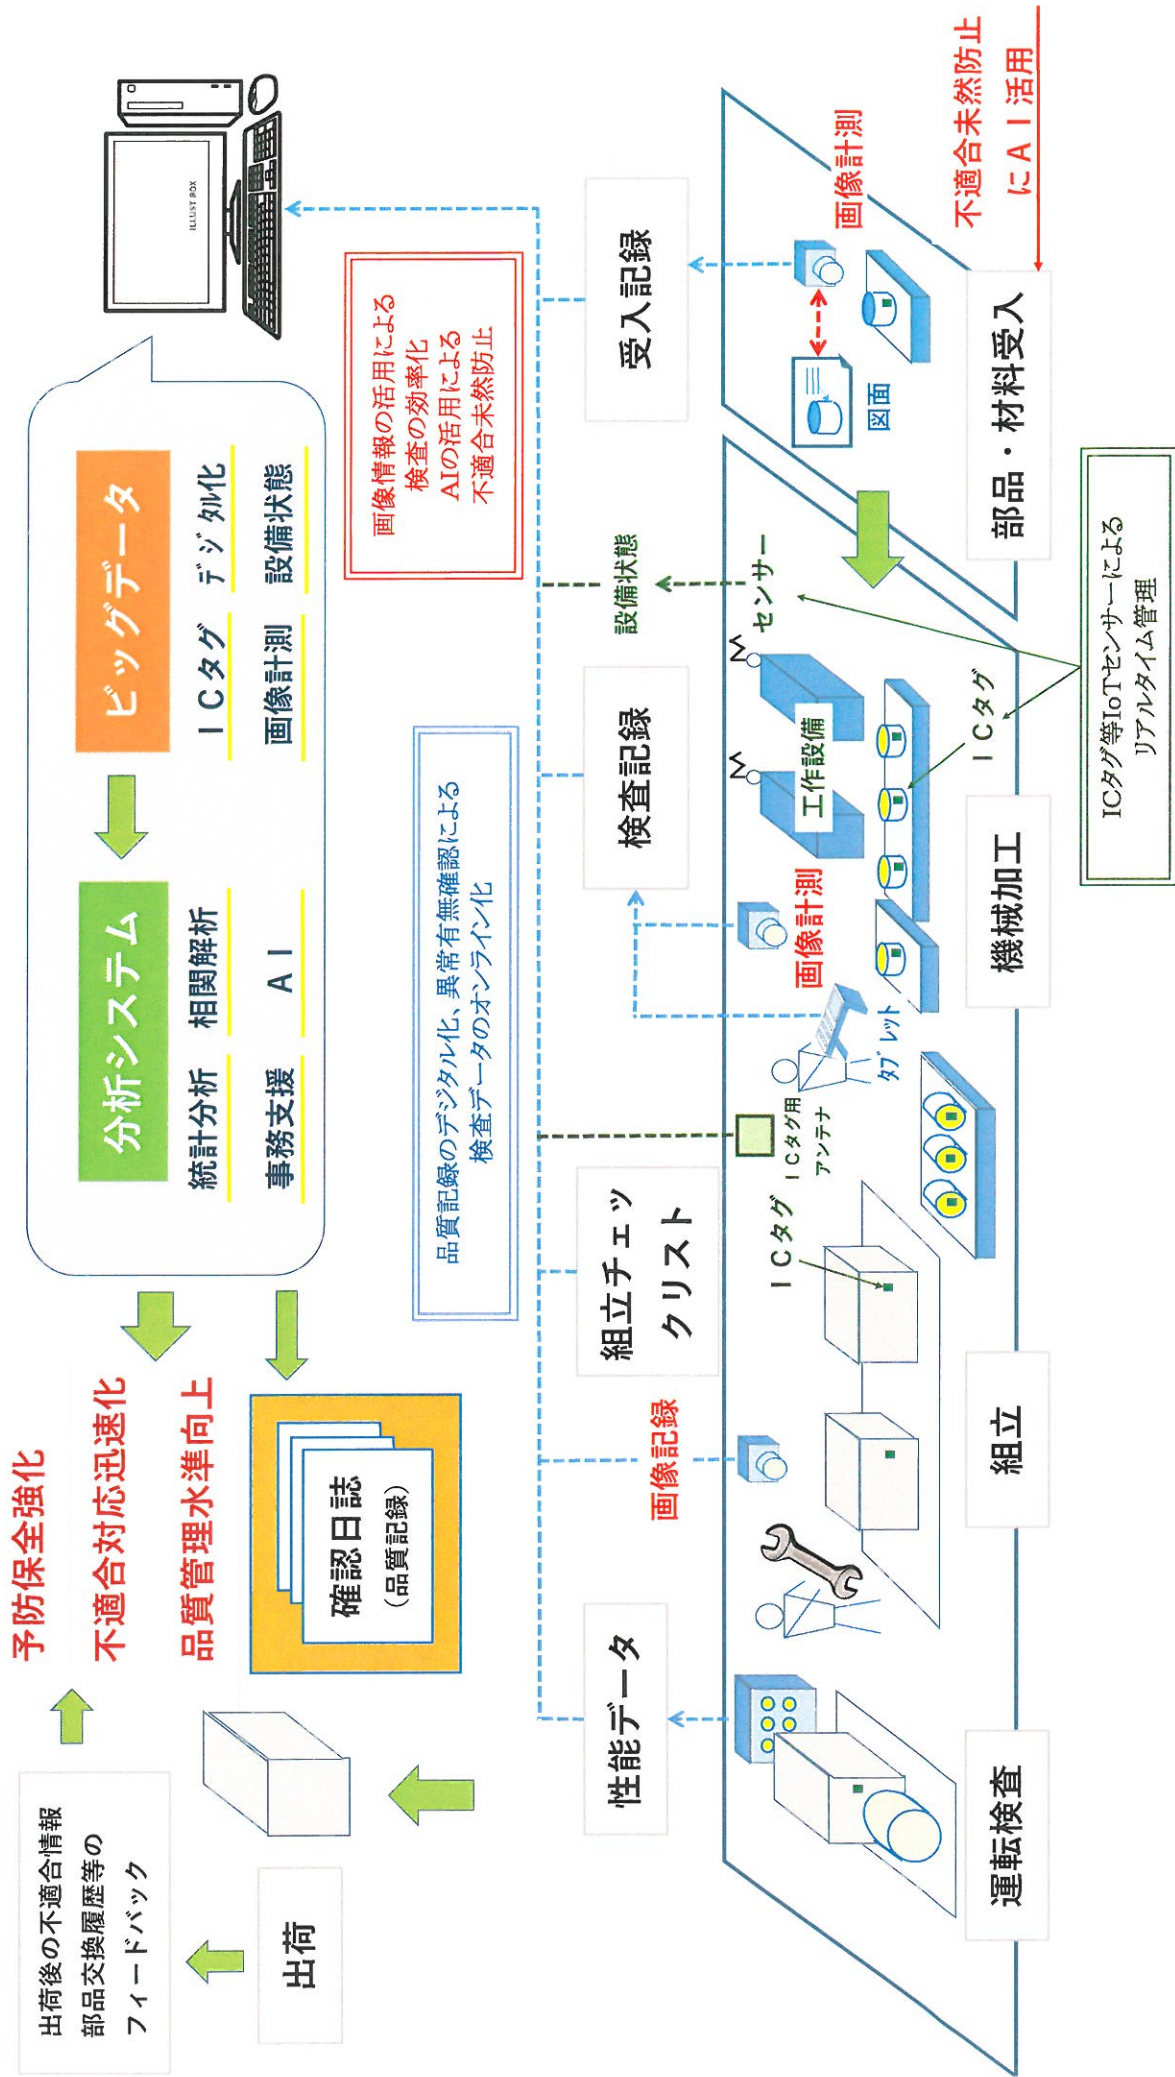 出荷後の不適合情報
部品交換履歴等の
フィードバック
出荷
予防保全強化
不適合対応迅速化
品質管理水準向上
確認日誌
(品質記録)
分析システム
統計分析 相関解析
事務支援 AI
ビッグデータ
ICタグ デジタル化
画像計測 設備状態
ILLUST BOX
品質記録のデジタル化、異常有無確認による
検査データのオンライン化
画像情報の活用による
検査の効率化
AIの活用による
不適合未然防止
性能データ
画像記録
組立チェッ
クリスト
検査記録
設備状態
受入記録
ICタグ
ICタグ用
アンテナ
タブレット
画像計測
工作設備
センサー
ICタグ
図面
画像計測
不適合未然防止
にAI活用
運転検査
組立
機械加工
部品・材料受入
ICタグ等IoTセンサーによる
リアルタイム管理